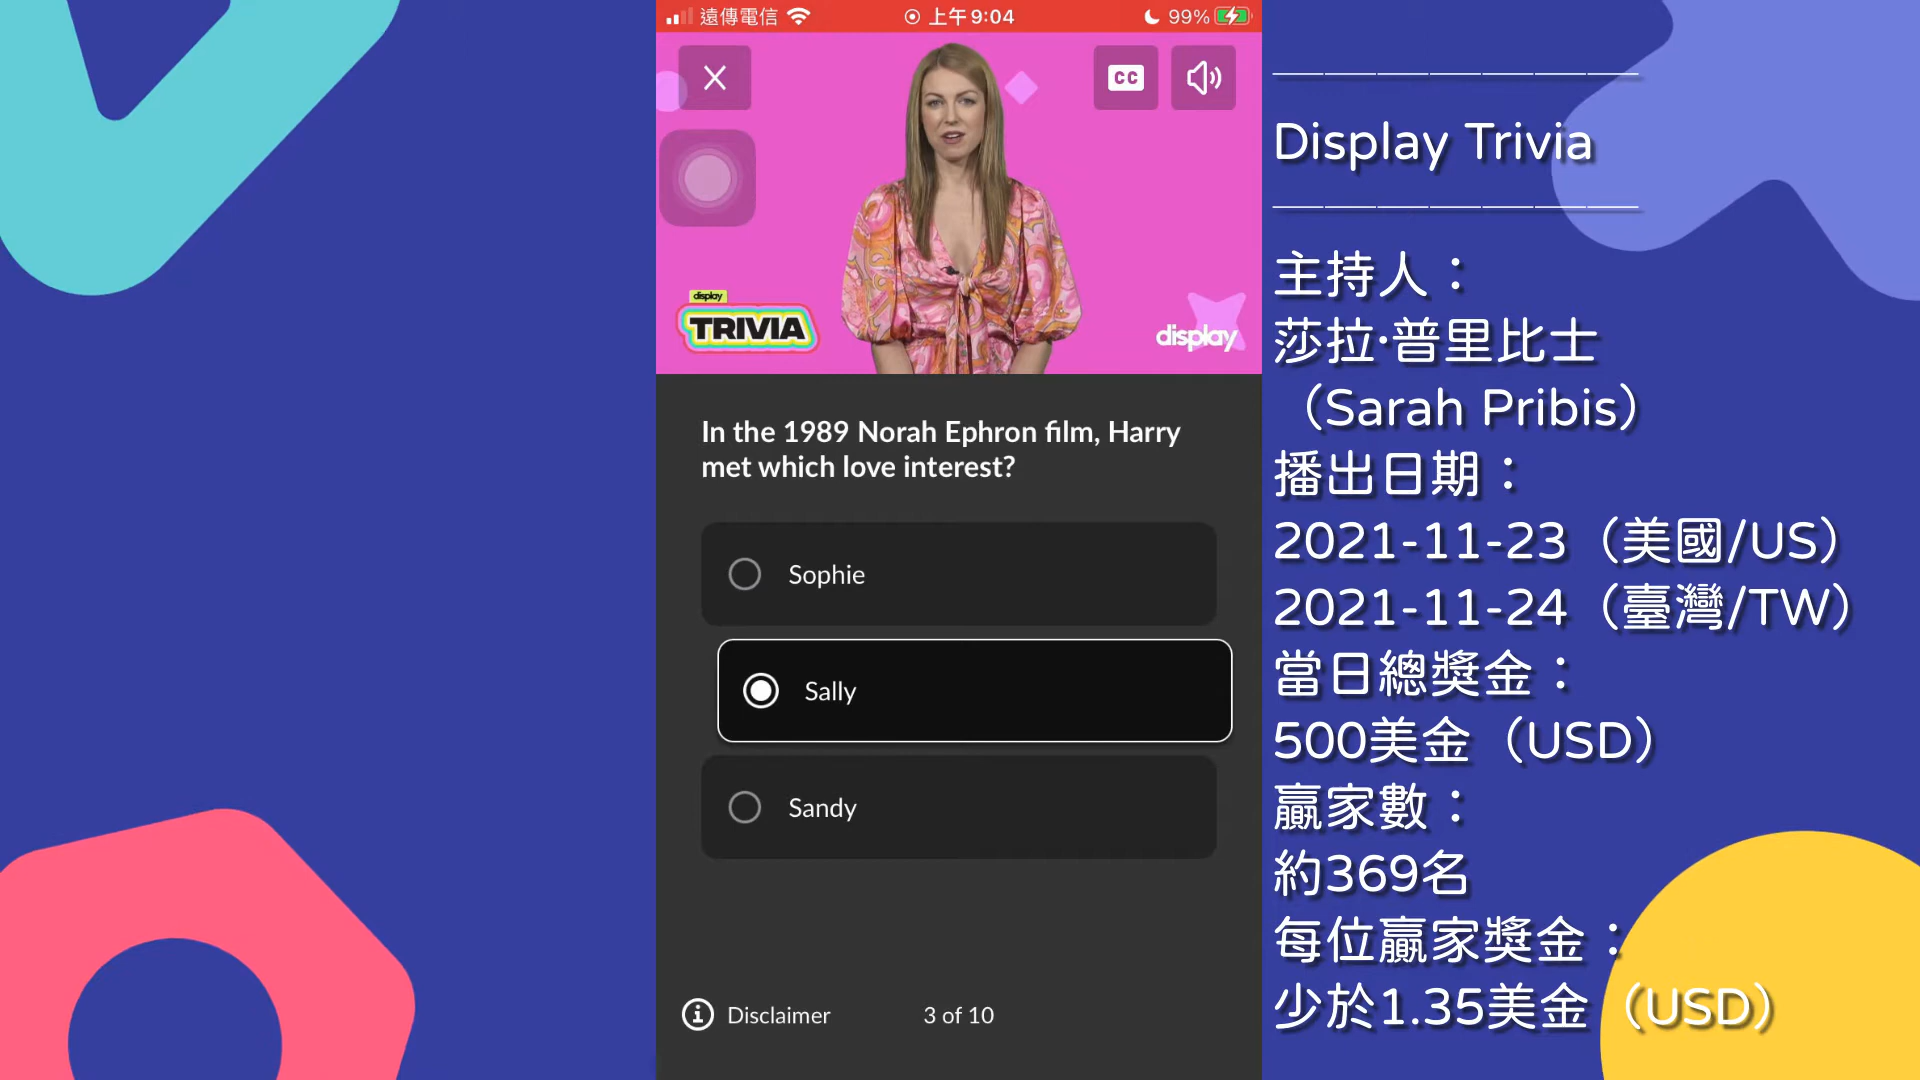 遠傳電信
上午9:04
99%
CC
display
TRIVIA
display
In the 1989 Norah Ephron film, Harry
met which love interest?
Sophie
Sally
Sandy
Disclaimer
3 of 10
Display Trivia
主持人：
莎拉·普里比士
（Sarah Pribis）
播出日期：
2021-11-23（美國/US）
2021-11-24（臺灣/TW）
當日總獎金：
500美金（USD）
贏家數：
約369名
每位贏家獎金：
少於1.35美金（USD）